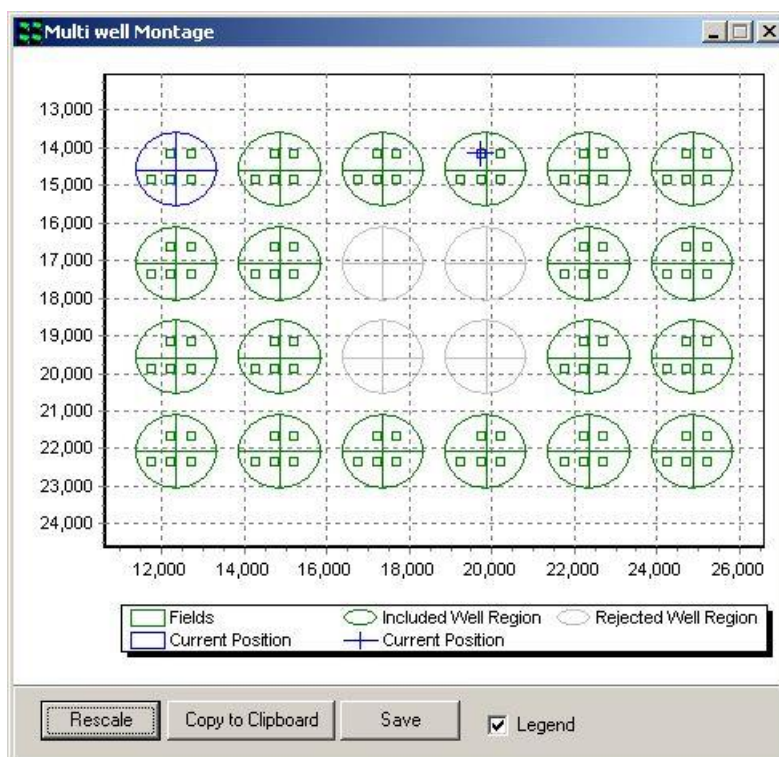 Multi well Montage
13,000
14,000
15,000
16,000
17,000
18,000
19,000
20,000
21,000
22,000
23,000
24,000
12,000 14,000 16,000 18,000 20,000 22,000 24,000 26,000
Fields Included Well Region Rejected Well Region
Current Position Current Position
Rescale Copy to Clipboard Save Legend